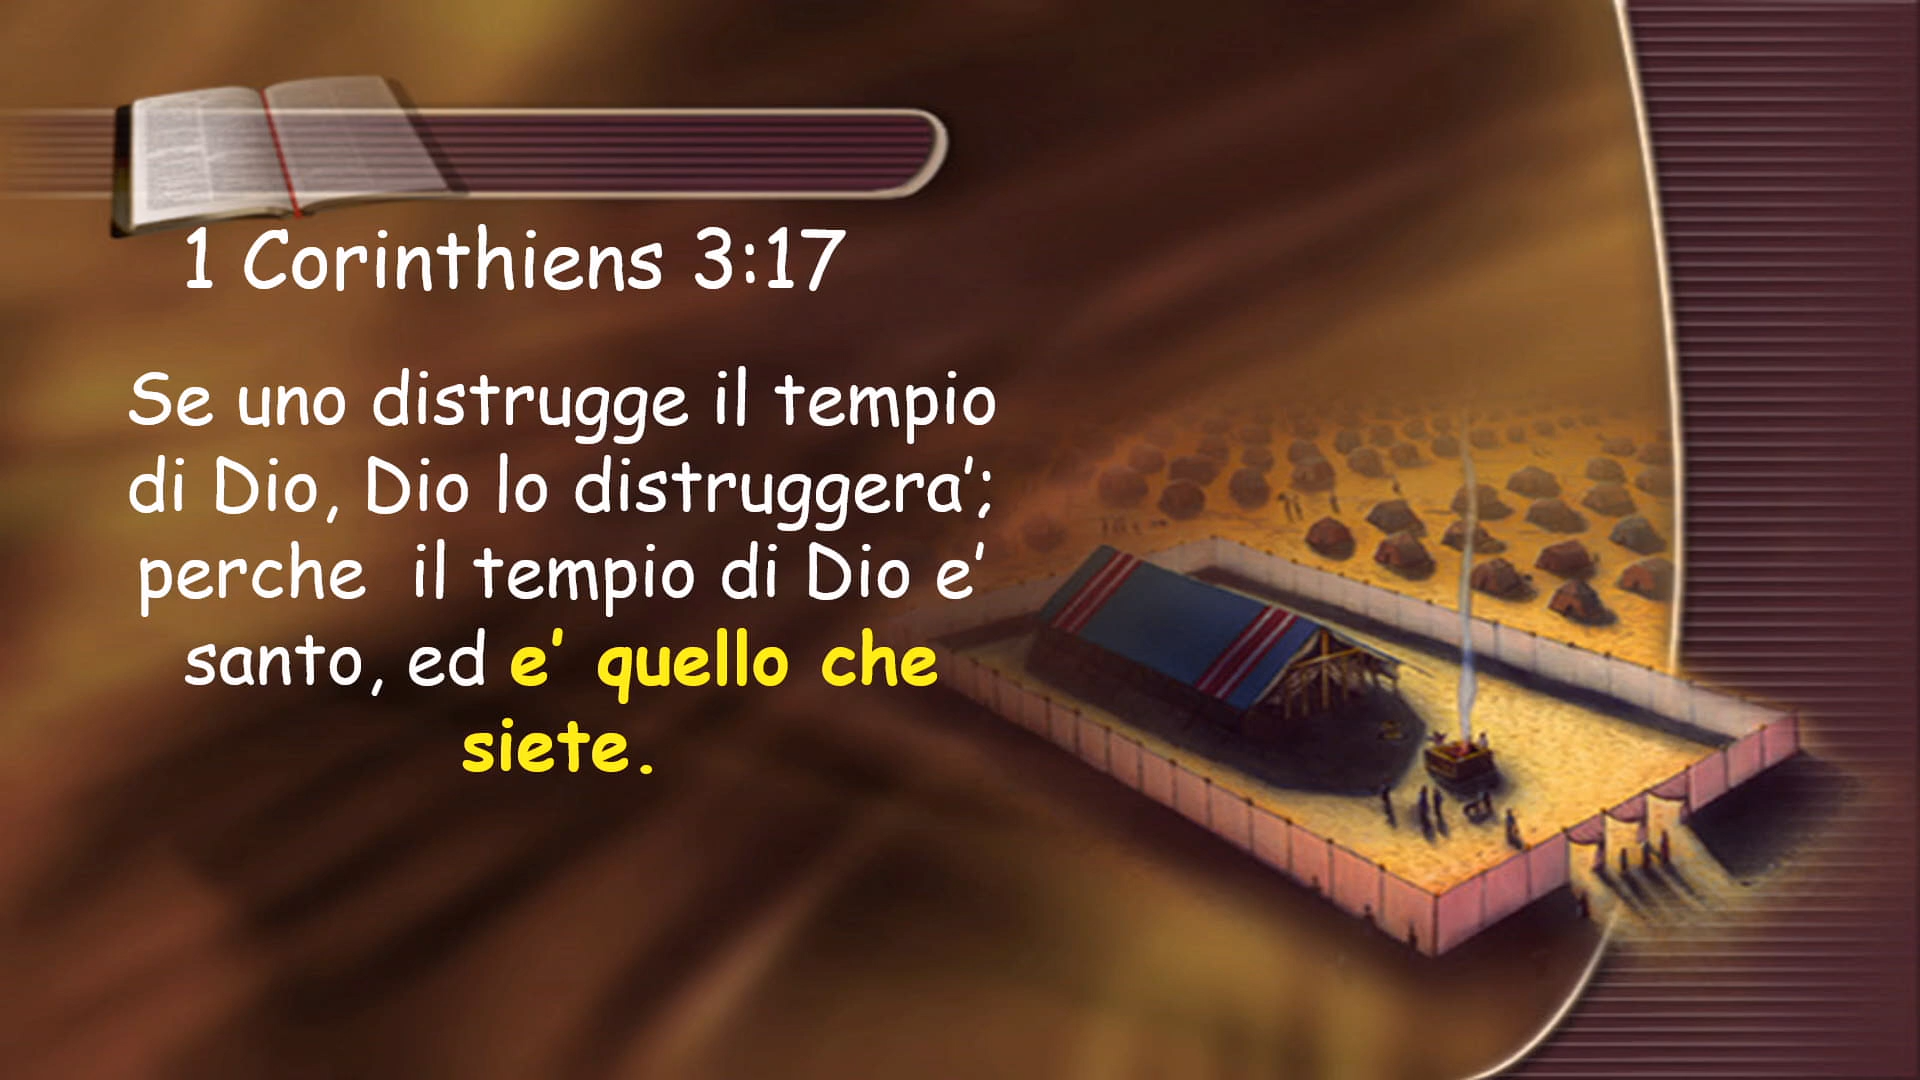 1 Corinthiens 3:17
Se uno distrugge il tempio
di Dio, Dio lo distruggera’;
perche  il tempio di Dio e’
santo, ed e’ quello che
siete.